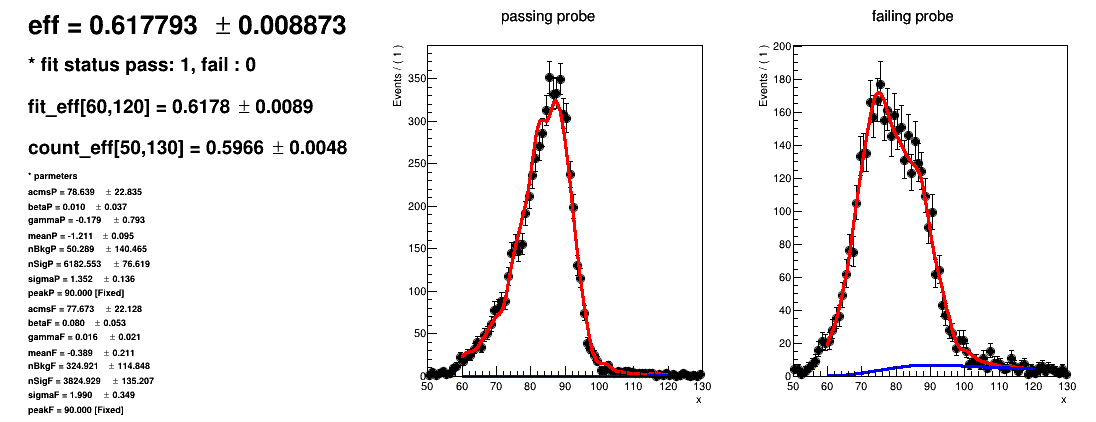 eff = 0.617793 ± 0.008873
* fit status pass: 1, fail : 0
fit_eff[60,120] = 0.6178 ± 0.0089
count_eff[50,130] = 0.5966 ± 0.0048
* parmeters
acmsP = 78.639 ± 22.835
betaP = 0.010 ± 0.037
gammaP = -0.179 ± 0.793
meanP = -1.211 ± 0.095
nBkgP = 50.289 ± 140.465
nSigP = 6182.553 ± 76.619
sigmaP = 1.352 ± 0.136
peakP = 90.000 [Fixed]
acmsF = 77.673 ± 22.128
betaF = 0.080 ± 0.053
gammaF = 0.016 ± 0.021
meanF = -0.389 ± 0.211
nBkgF = 324.921 ± 114.848
nSigF = 3824.929 ± 135.207
sigmaF = 1.990 ± 0.349
peakF = 90.000 [Fixed]
passing probe
Events / ( 1 )
350
300
250
200
150
100
50
0
50 60 70 80 90 100 110 120 130
x
failing probe
Events / ( 1 )
200
180
160
140
120
100
80
60
40
20
0
50 60 70 80 90 100 110 120 130
x